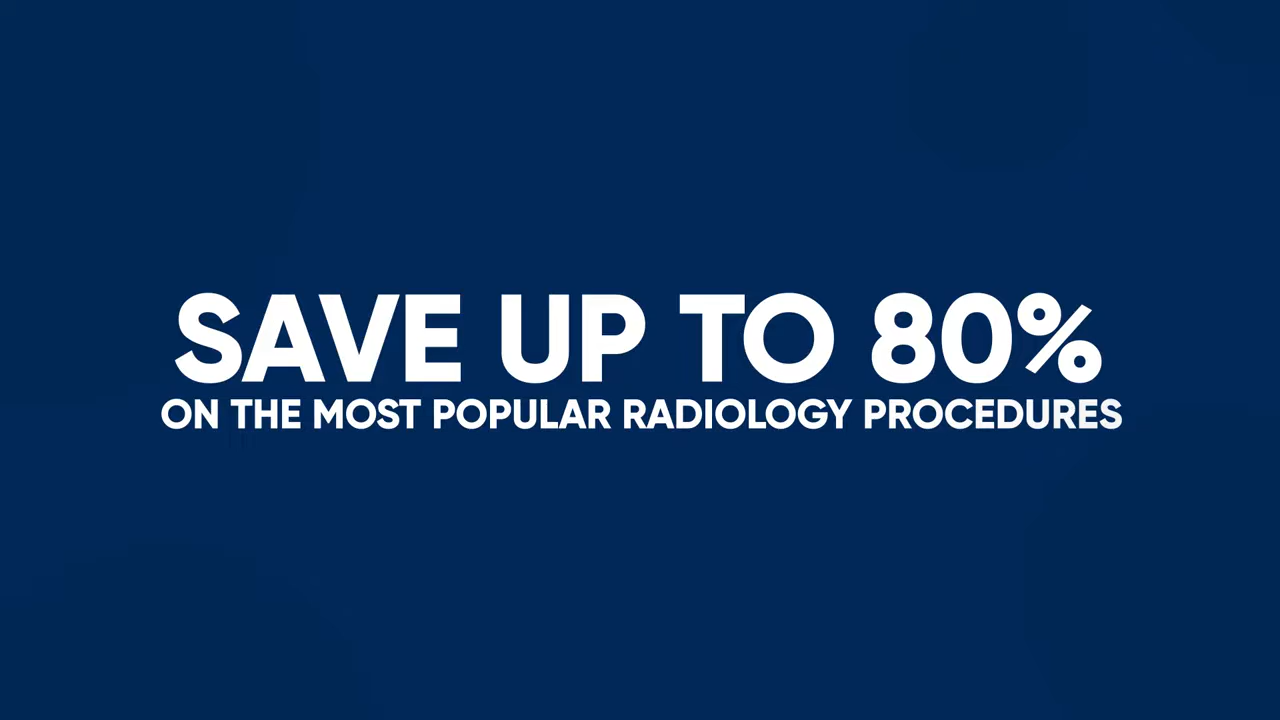 SAVE UP TO 80%
ON THE MOST POPULAR RADIOLOGY PROCEDURES